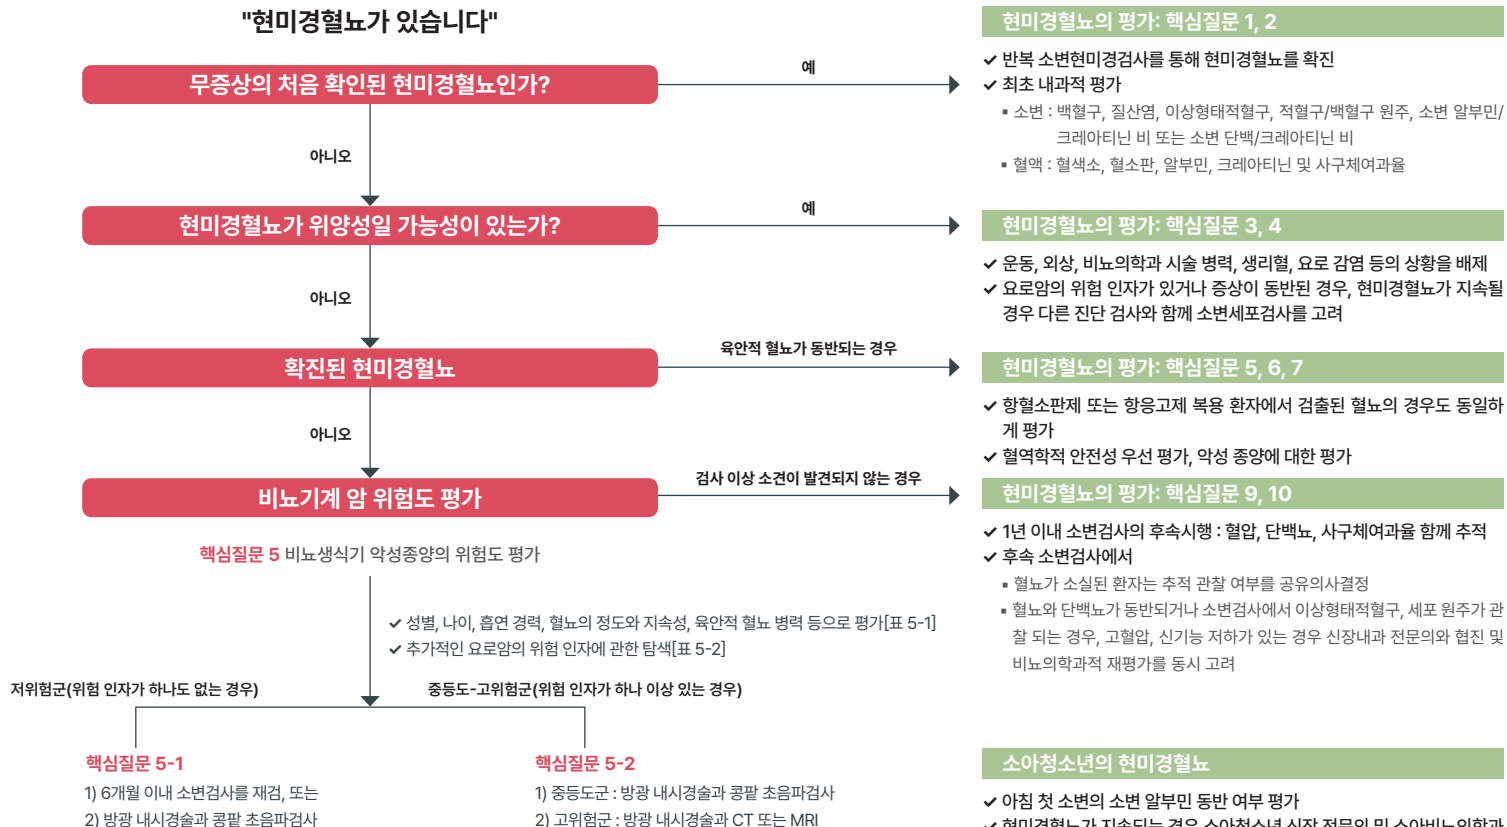 "현미경혈뇨가 있습니다"
무증상의 처음 확인된 현미경혈뇨인가?
예
아니오
현미경혈뇨가 위양성일 가능성이 있는가?
예
아니오
확진된 현미경혈뇨
육안적 혈뇨가 동반되는 경우
아니오
비뇨기계 암 위험도 평가
검사 이상 소견이 발견되지 않는 경우
핵심질문 5 비뇨생식기 악성종양의 위험도 평가
✓ 성별, 나이, 흡연 경력, 혈뇨의 정도와 지속성, 육안적 혈뇨 병력 등으로 평가[표 5-1]
✓ 추가적인 요로암의 위험 인자에 관한 탐색[표 5-2]
저위험군(위험 인자가 하나도 없는 경우)
중등도-고위험군(위험 인자가 하나 이상 있는 경우)
핵심질문 5-1
1) 6개월 이내 소변검사를 재검, 또는
2) 방광 내시경술과 콩팥 초음파검사
핵심질문 5-2
1) 중등도군 : 방광 내시경술과 콩팥 초음파검사
2) 고위험군 : 방광 내시경술과 CT 또는 MRI
현미경혈뇨의 평가: 핵심질문 1, 2
✓ 반복 소변현미경검사를 통해 현미경혈뇨를 확진
✓ 최초 내과적 평가
▪ 소변 : 백혈구, 질산염, 이상형태적혈구, 적혈구/백혈구 원주, 소변 알부민/
크레아티닌 비 또는 소변 단백/크레아티닌 비
▪ 혈액 : 혈색소, 혈소판, 알부민, 크레아티닌 및 사구체여과율
현미경혈뇨의 평가: 핵심질문 3, 4
✓ 운동, 외상, 비뇨의학과 시술 병력, 생리혈, 요로 감염 등의 상황을 배제
✓ 요로암의 위험 인자가 있거나 증상이 동반된 경우, 현미경혈뇨가 지속될
경우 다른 진단 검사와 함께 소변세포검사를 고려
현미경혈뇨의 평가: 핵심질문 5, 6, 7
✓ 항혈소판제 또는 항응고제 복용 환자에서 검출된 혈뇨의 경우도 동일하
게 평가
✓ 혈역학적 안전성 우선 평가, 악성 종양에 대한 평가
현미경혈뇨의 평가: 핵심질문 9, 10
✓ 1년 이내 소변검사의 후속시행 : 혈압, 단백뇨, 사구체여과율 함께 추적
✓ 후속 소변검사에서
▪ 혈뇨가 소실된 환자는 추적 관찰 여부를 공유의사결정
▪ 혈뇨와 단백뇨가 동반되거나 소변검사에서 이상형태적혈구, 세포 원주가 관
찰 되는 경우, 고혈압, 신기능 저하가 있는 경우 신장내과 전문의와 협진 및
비뇨의학과적 재평가를 동시 고려
소아청소년의 현미경혈뇨
✓ 아침 첫 소변의 소변 알부민 동반 여부 평가
✓ 현미경혈뇨가 지속되는 경우 소아청소년 신장 전문의 및 소아비뇨의학과